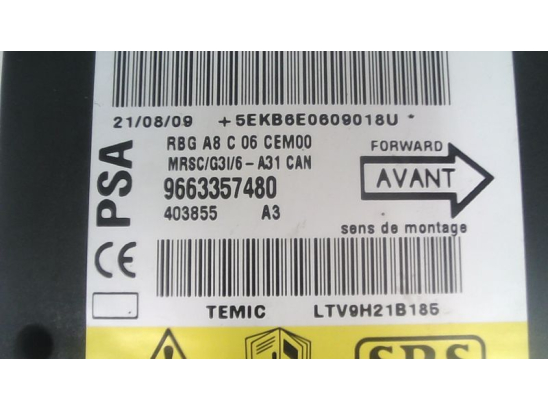 21/08/09 +5EKB6E0609018U *
RBG A8 C 06 CEM00
MRSC/G3I/6-A31 CAN
9663357480
403855 A3
FORWARD
AVANT
sens de montage
PSA
CE
TEMIC LTV9H21B185
SRS